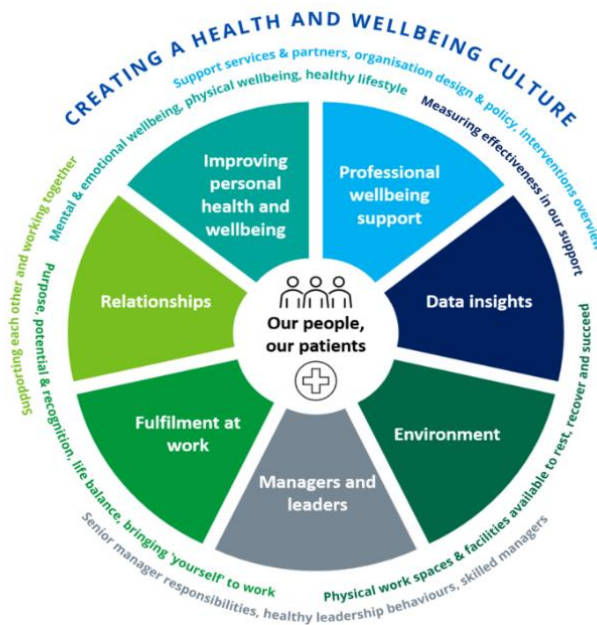 CREATING A HEALTH AND WELLBEING CULTURE
Support services & partners, organisation design & policy, interventions overview
Mental & emotional wellbeing, physical wellbeing, healthy lifestyle
Measuring effectiveness in our support
Supporting each other and working together
Improving
personal
health and
wellbeing
Professional
wellbeing
support
Relationships
Data insights
Our people,
our patients
Fulfilment at
work
Environment
Managers and
leaders
Purpose, potential & recognition, life balance, bringing 'yourself' to work
Physical work spaces & facilities available to rest, recover and succeed
Senior manager responsibilities, healthy leadership behaviours, skilled managers